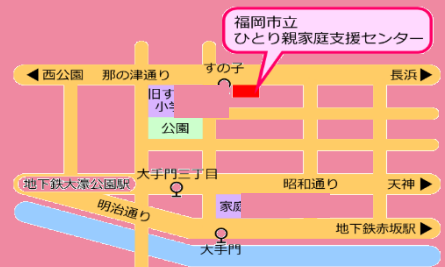 福岡市立
ひとり親家庭支援センター
◀西公園
那の津通り
すの子
長浜▶
旧す
小学
公園
大手門三丁目
地下鉄大濠公園駅
昭和通り
天神▶
明治通り
家庭
地下鉄赤坂駅▶
大手門